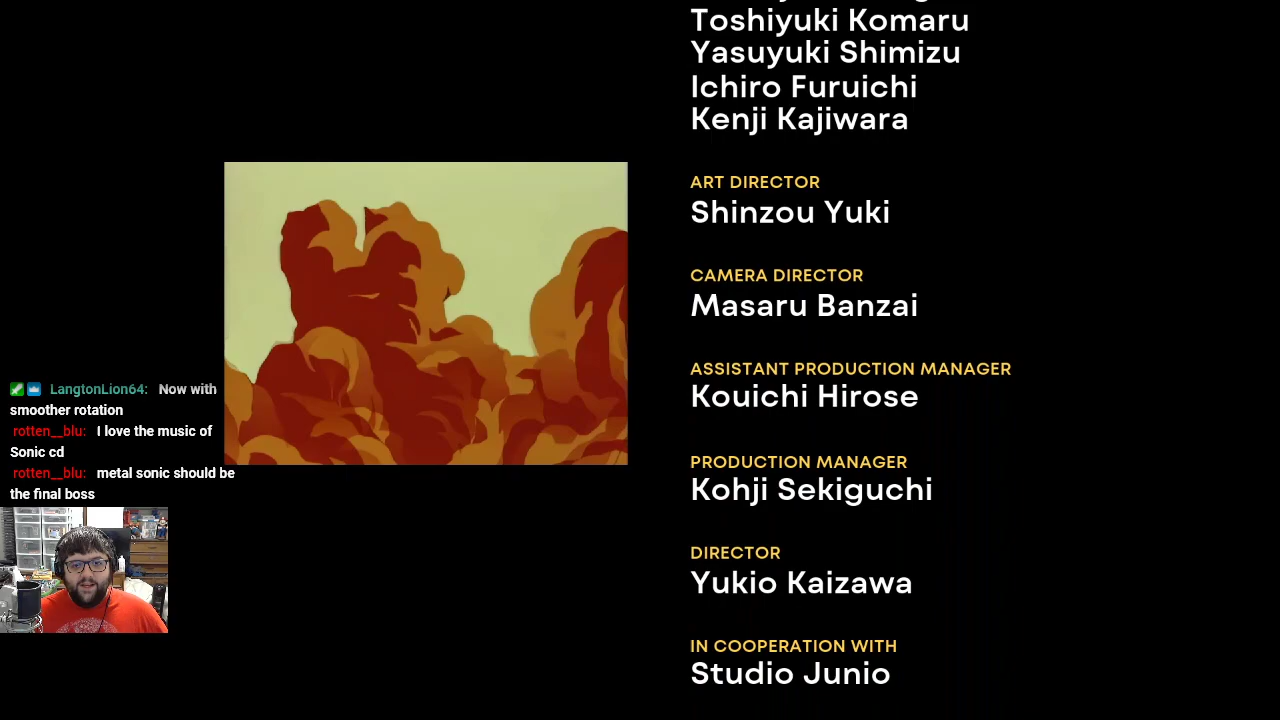 Toshiyuki Komaru
Yasuyuki Shimizu
Ichiro Furuichi
Kenji Kajiwara
ART DIRECTOR
Shinzou Yuki
CAMERA DIRECTOR
Masaru Banzai
ASSISTANT PRODUCTION MANAGER
Kouichi Hirose
PRODUCTION MANAGER
Kohji Sekiguchi
DIRECTOR
Yukio Kaizawa
IN COOPERATION WITH
Studio Junio
LangtonLion64: Now with
smoother rotation
rotten__blu: I love the music of
Sonic cd
rotten__blu: metal sonic should be
the final boss